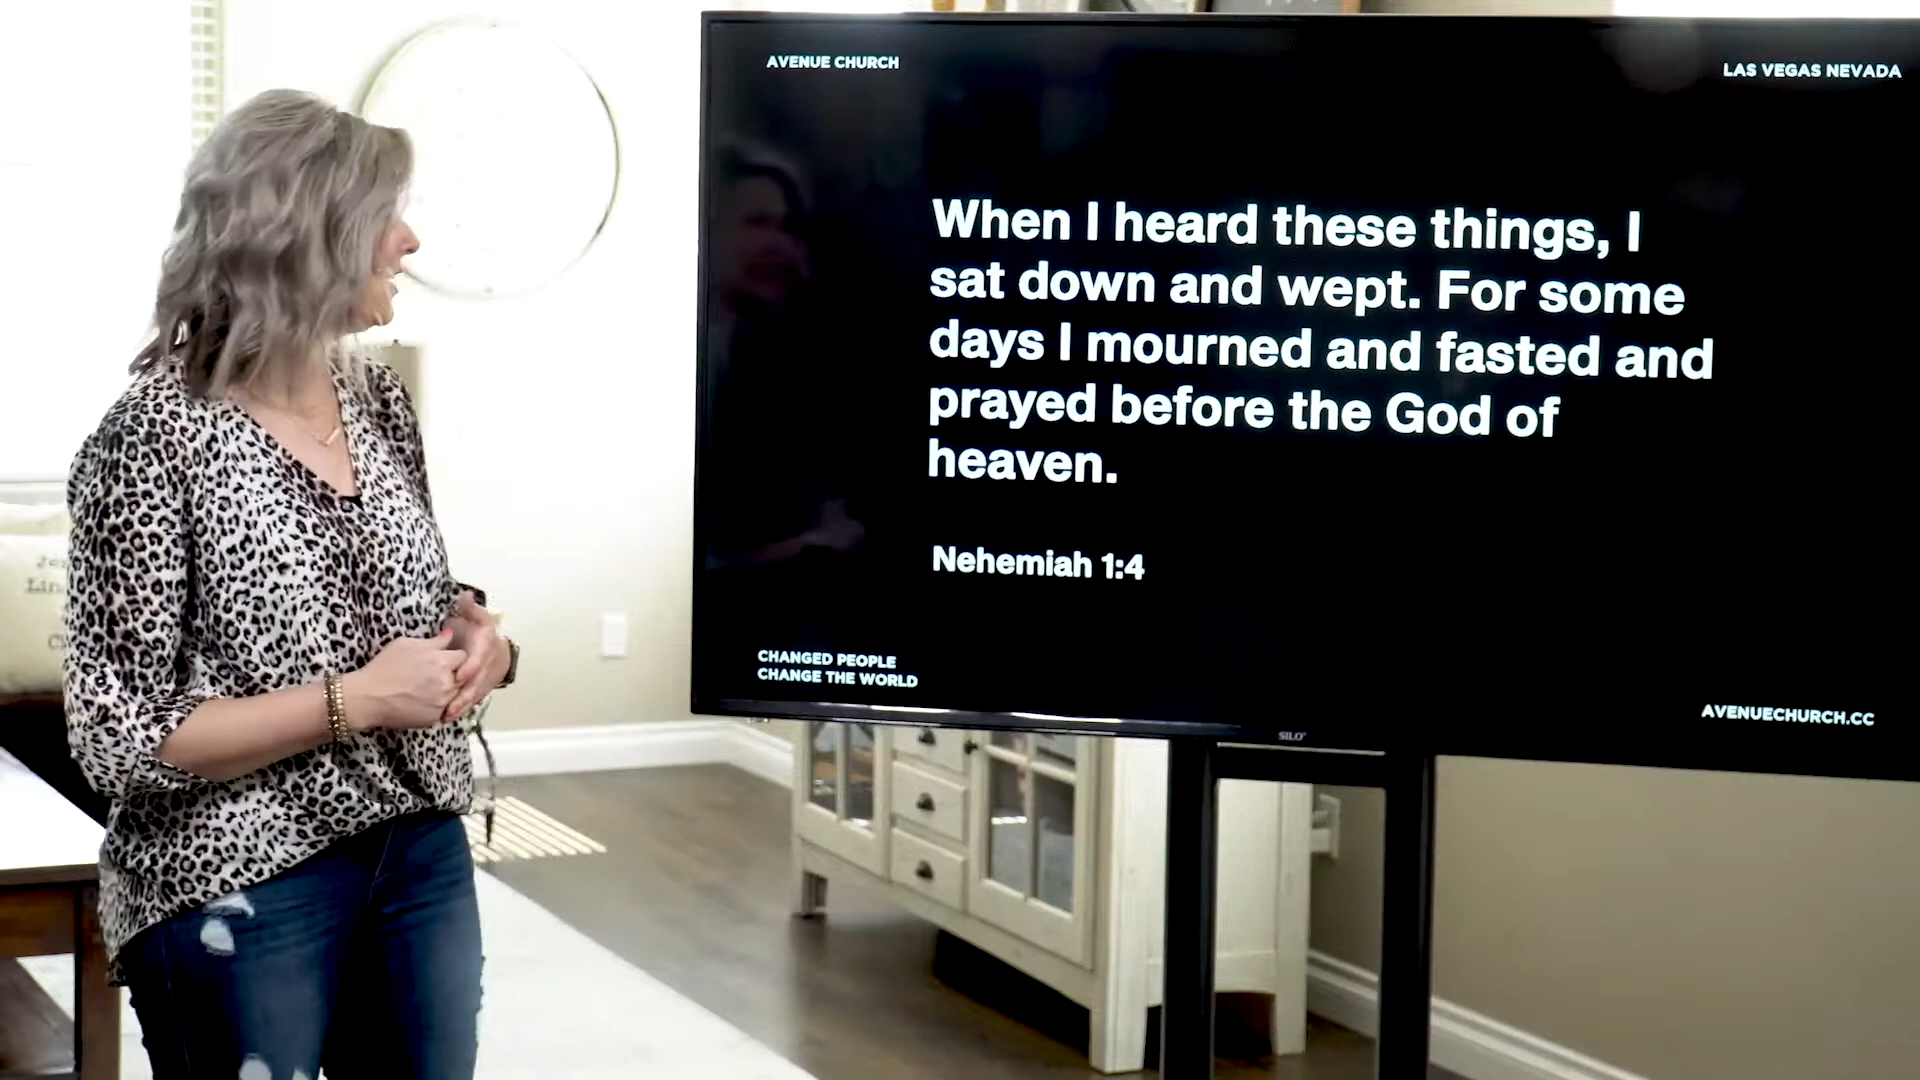 AVENUE CHURCH
LAS VEGAS NEVADA
When I heard these things, I
sat down and wept. For some
days I mourned and fasted and
prayed before the God of
heaven.
Nehemiah 1:4
CHANGED PEOPLE
CHANGE THE WORLD
AVENUECHURCH.CC
SILO